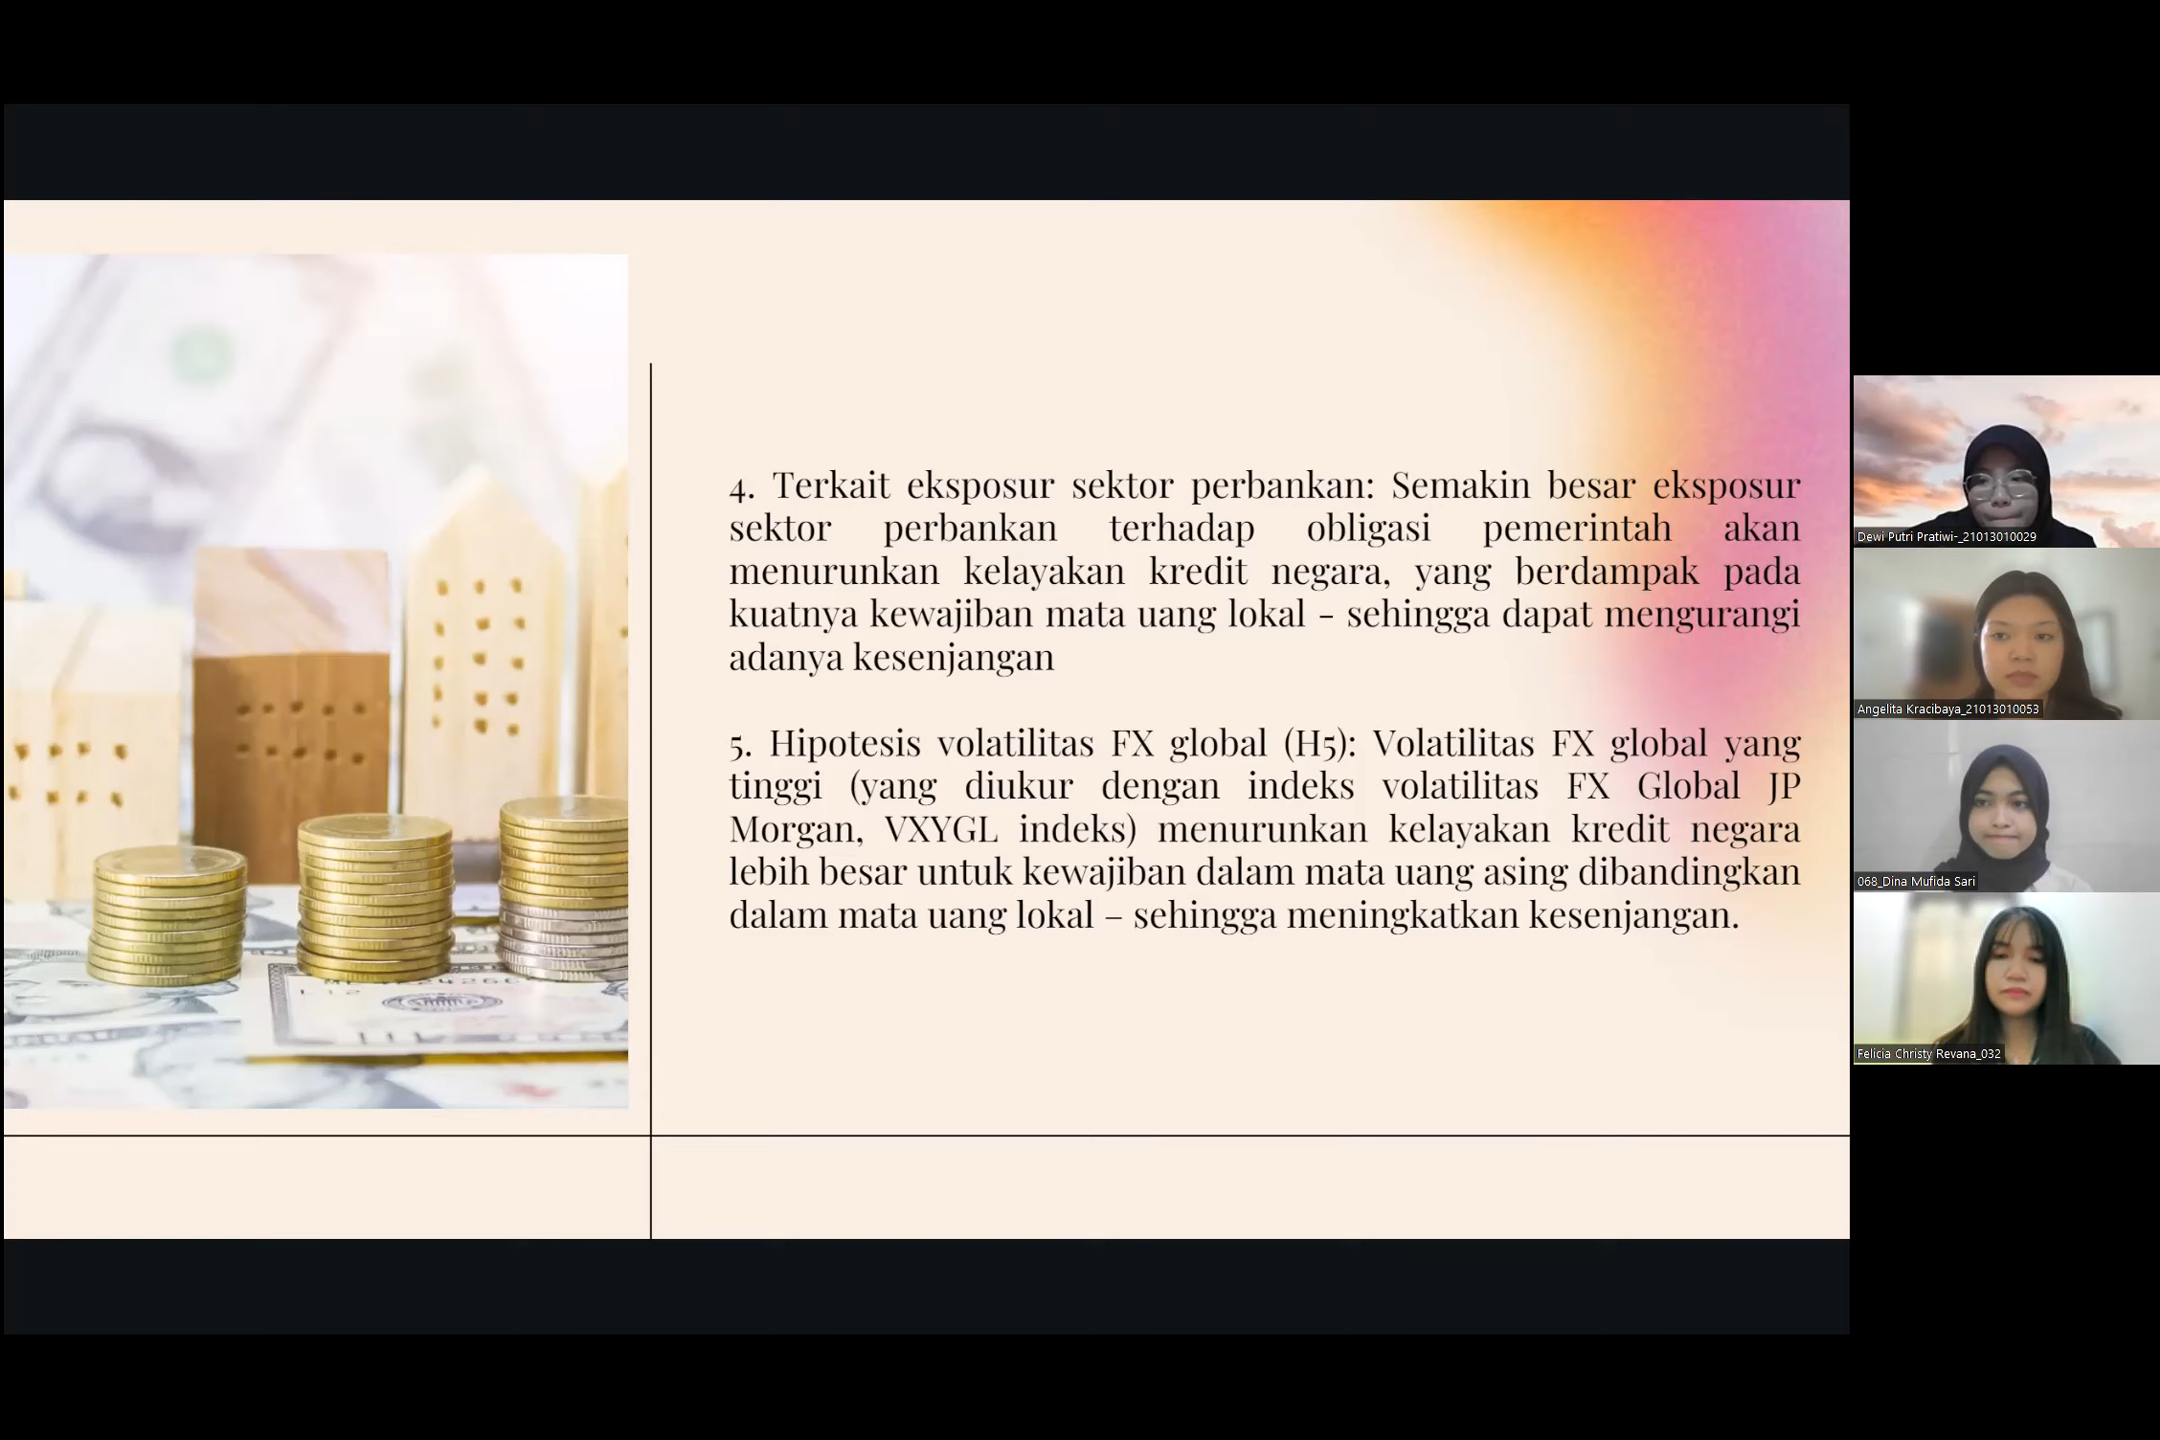 4. Terkait eksposur sektor perbankan: Semakin besar eksposur
sektor perbankan terhadap obligasi pemerintah akan
menurunkan kelayakan kredit negara, yang berdampak pada
kuatnya kewajiban mata uang lokal - sehingga dapat mengurangi
adanya kesenjangan
5. Hipotesis volatilitas FX global (H5): Volatilitas FX global yang
tinggi (yang diukur dengan indeks volatilitas FX Global JP
Morgan, VXYGL indeks) menurunkan kelayakan kredit negara
lebih besar untuk kewajiban dalam mata uang asing dibandingkan
dalam mata uang lokal – sehingga meningkatkan kesenjangan.
Dewi Putri Pratiwi-_21013010029
Angelita Kracibaya_21013010053
068_Dina Mufida Sari
Felicia Christy Revana_032